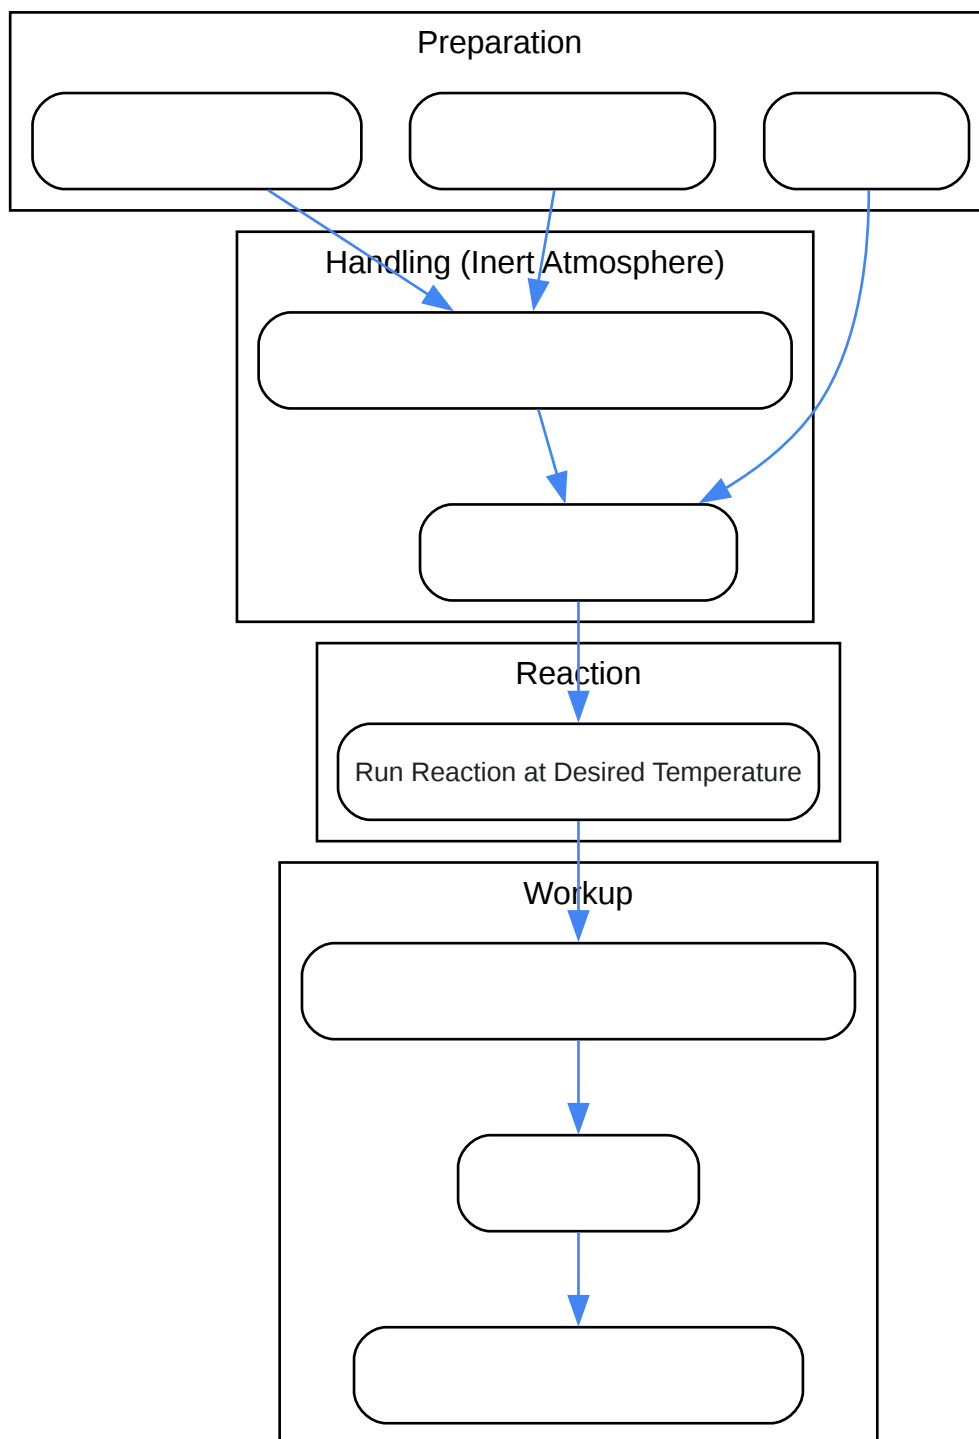 Preparation
Handling (Inert Atmosphere)
Reaction
Run Reaction at Desired Temperature
Workup